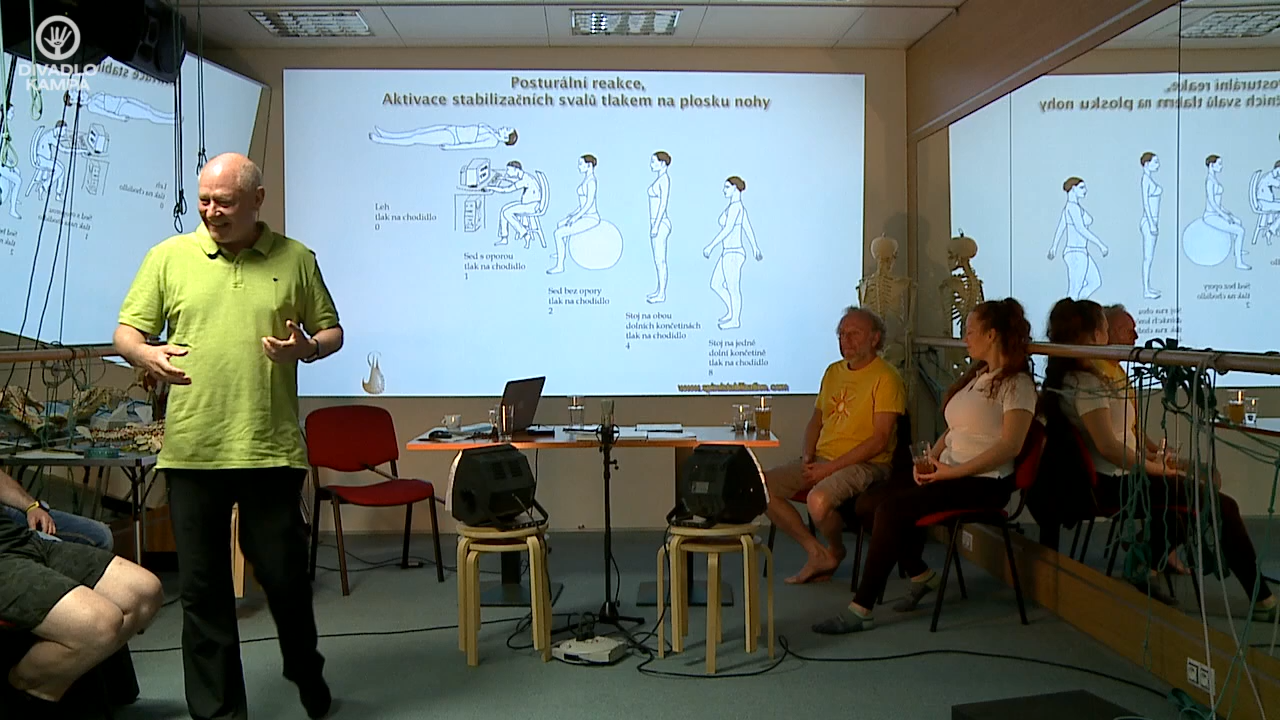 DIVADLO
KAMPA
Posturální reakce,
Aktivace stabilizačních svalů tlakem na plosku nohy
Leh
tlak na chodidlo
0
Sed s oporou
tlak na chodidlo
1
Sed bez opory
tlak na chodidlo
2
Stoj na obou
dolních končetinách
tlak na chodidlo
4
Stoj na jedné
dolní končetině
tlak na chodidlo
8